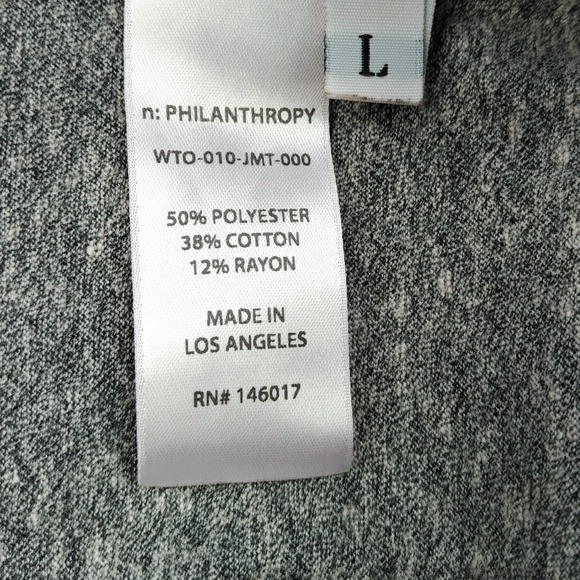 L
n: PHILANTHROPY
WTO-010-JMT-000
50% POLYESTER
38% COTTON
12% RAYON
MADE IN
LOS ANGELES
RN# 146017